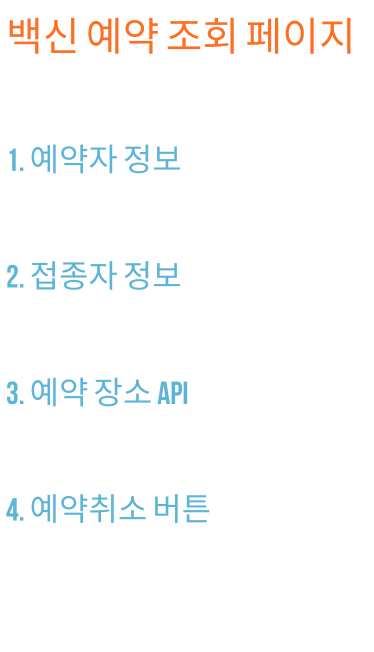 백신 예약 조회 페이지
1. 예약자 정보
2. 접종자 정보
3. 예약 장소 API
4. 예약취소 버튼